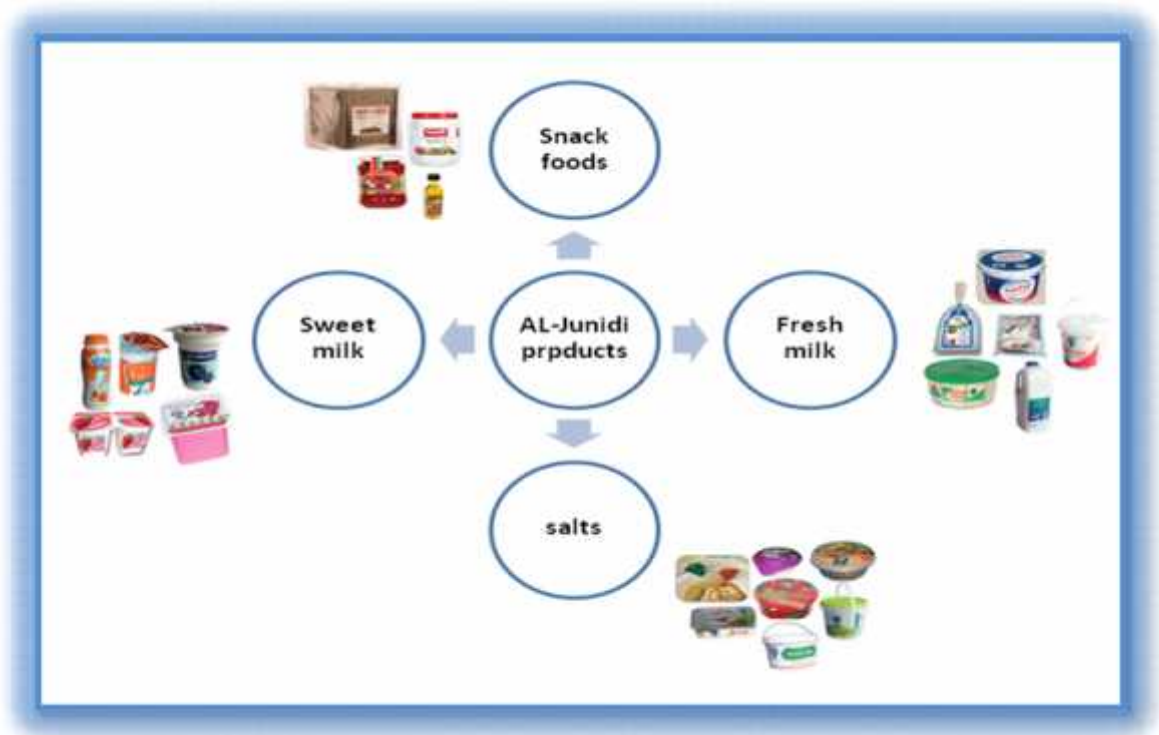 Snack
foods
Sweet
milk
AL-Junidi
prpducts
Fresh
milk
salts